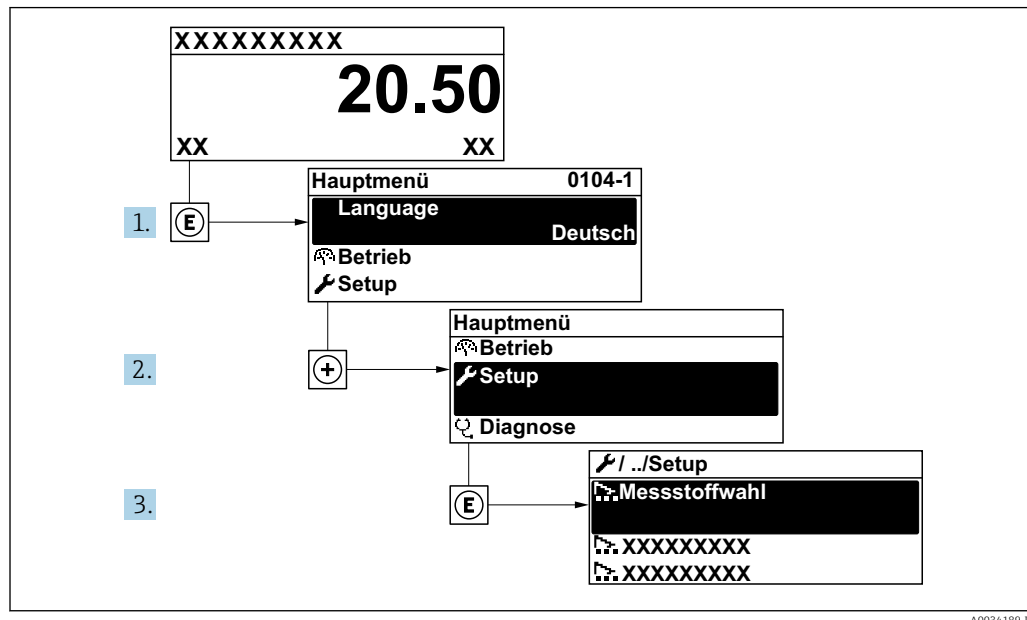 XXXXXXXXX
20.50
XX XX
Hauptmenü 0104-1
Language
Deutsch
Betrieb
Setup
1. E
Hauptmenü
Betrieb
Setup
Diagnose
2. +
/ ../Setup
Messstoffwahl
XXXXXXXXX
XXXXXXXXX
3. E